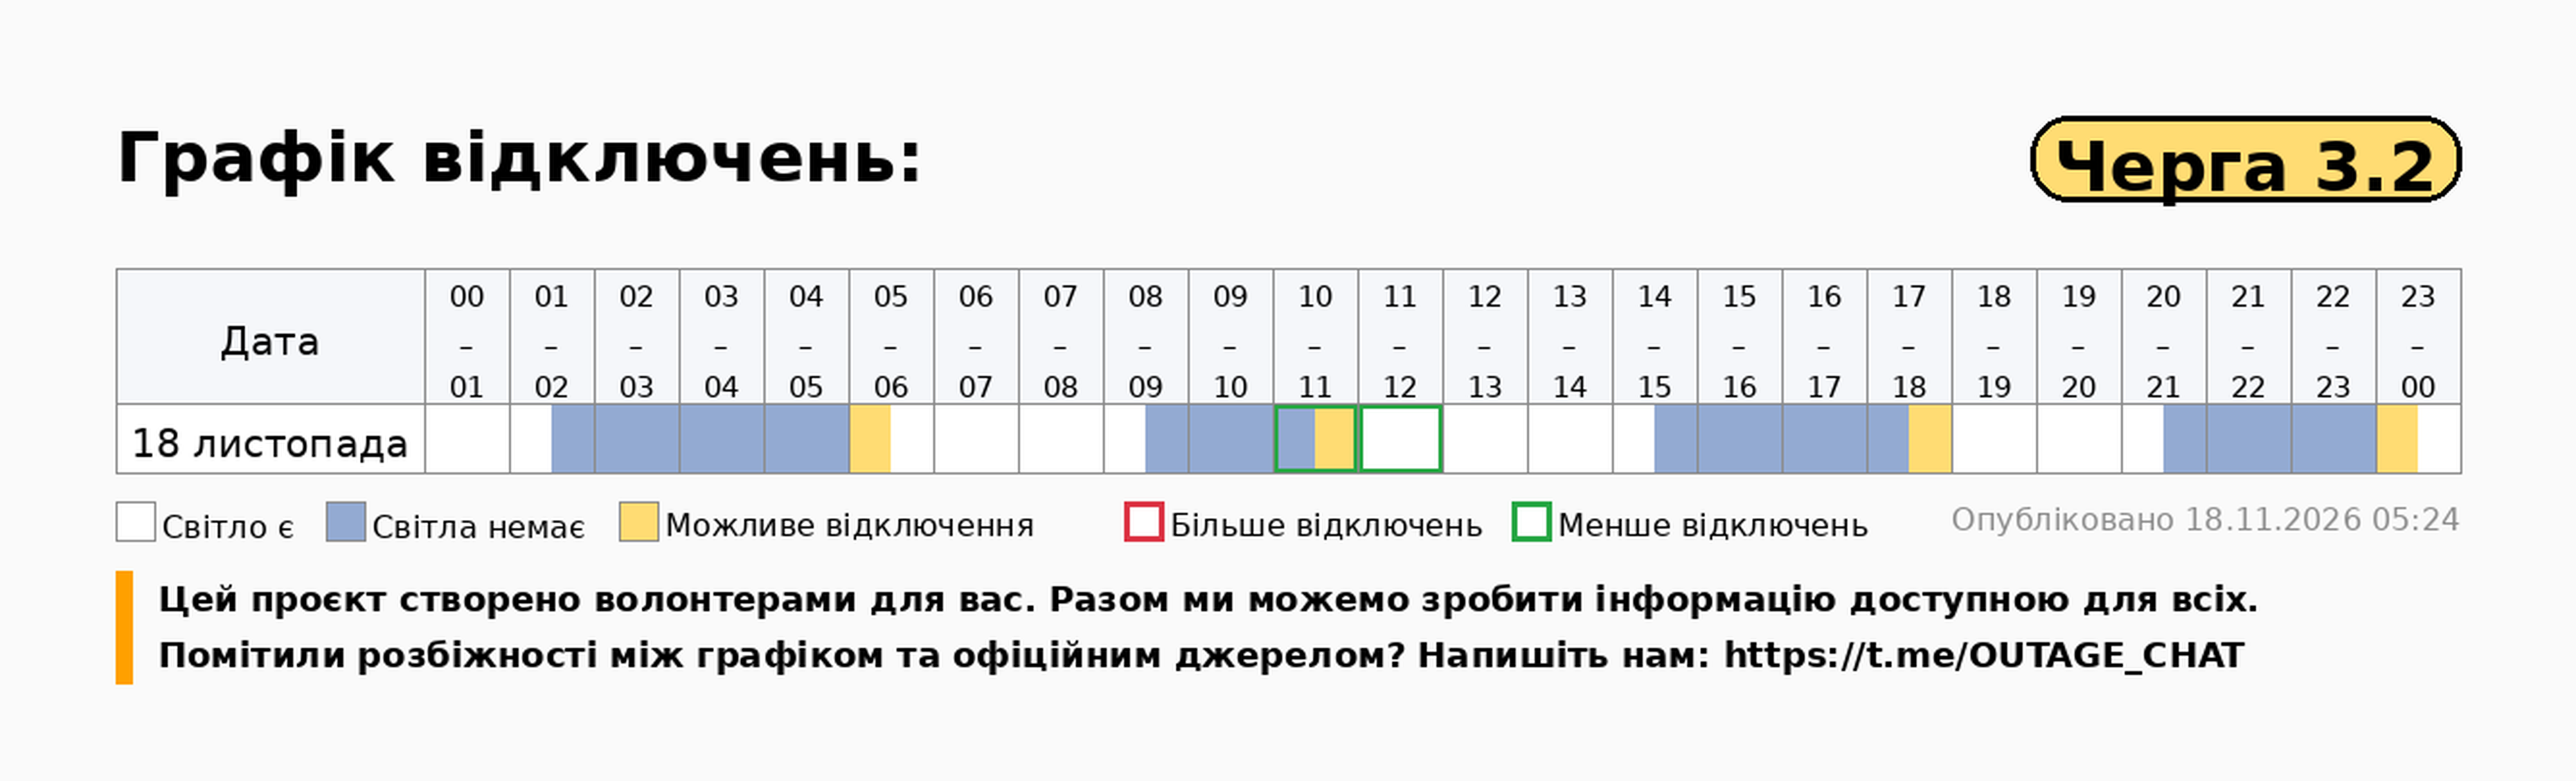 Графік відключень:
Черга 3.2
Дата
00 – 01
01 – 02
02 – 03
03 – 04
04 – 05
05 – 06
06 – 07
07 – 08
08 – 09
09 – 10
10 – 11
11 – 12
12 – 13
13 – 14
14 – 15
15 – 16
16 – 17
17 – 18
18 – 19
19 – 20
20 – 21
21 – 22
22 – 23
23 – 00
18 листопада
Світло є
Світла немає
Можливе відключення
Більше відключень
Менше відключень
Опубліковано 18.11.2026 05:24
Цей проєкт створено волонтерами для вас. Разом ми можемо зробити інформацію доступною для всіх.
Помітили розбіжності між графіком та офіційним джерелом? Напишіть нам: https://t.me/OUTAGE_CHAT